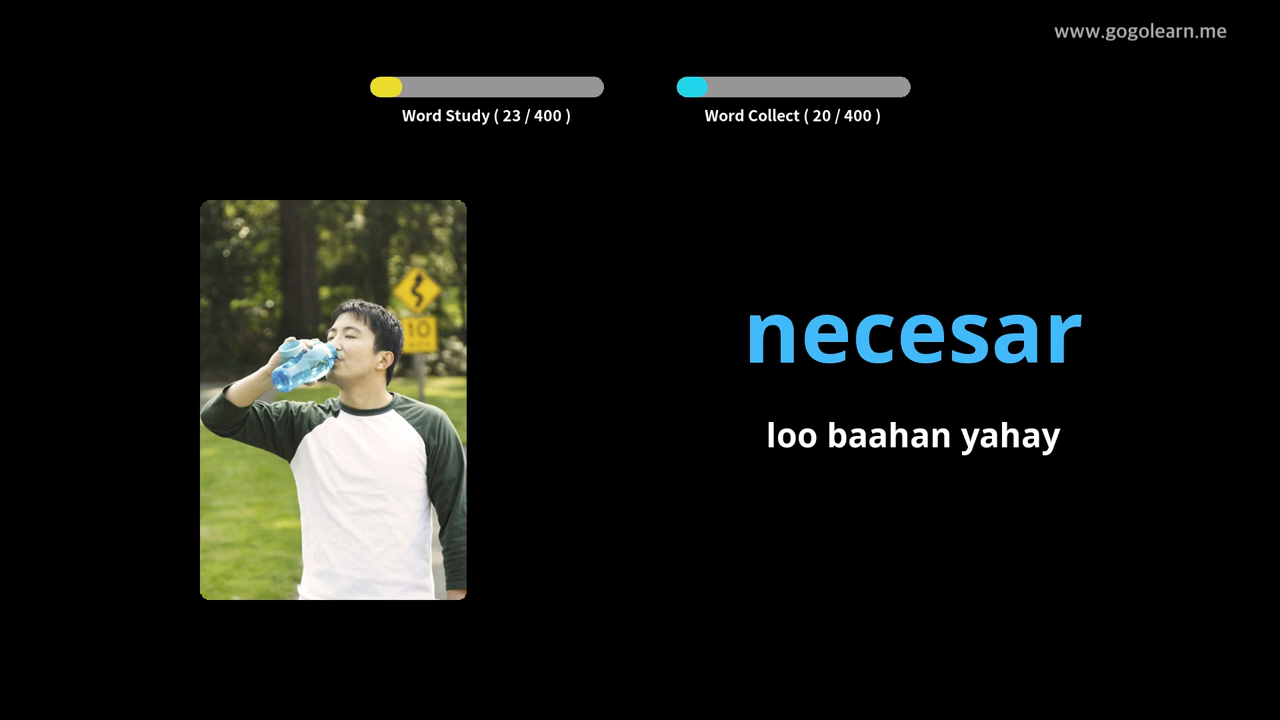 www.gogolearn.me
Word Study ( 23 / 400 )
Word Collect ( 20 / 400 )
10
necesar
loo baahan yahay